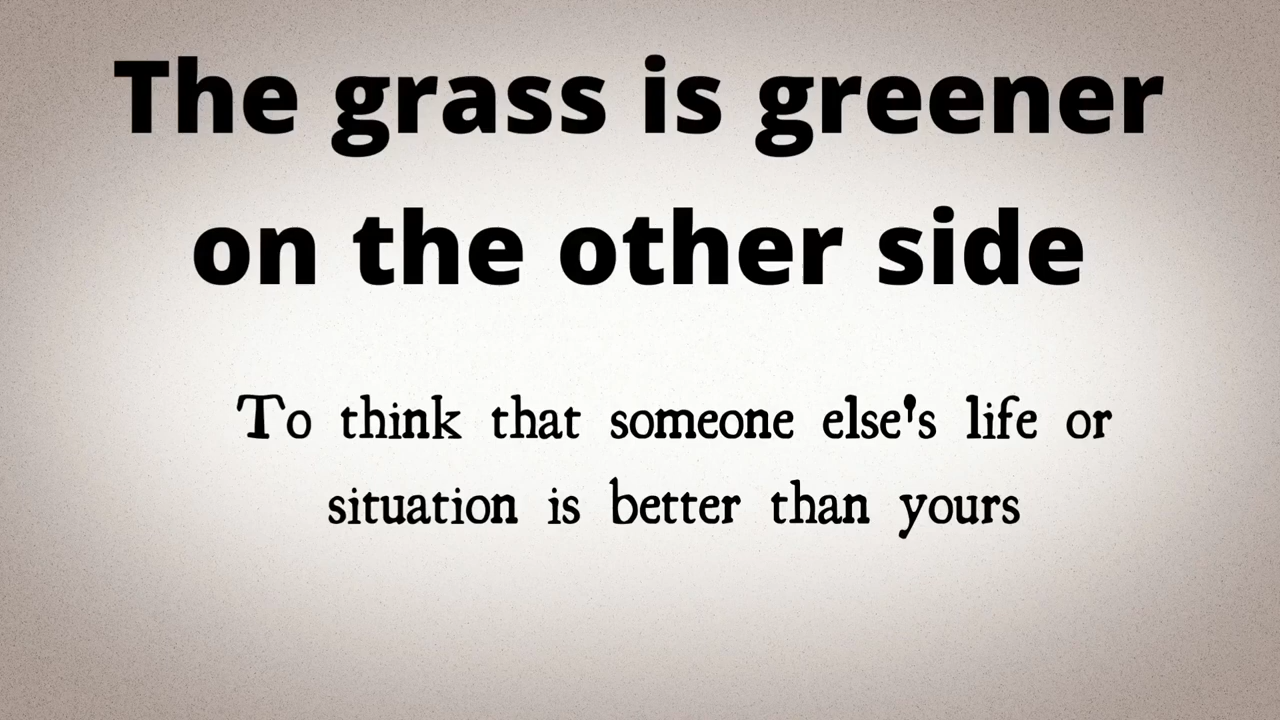 The grass is greener
on the other side
To think that someone else's life or
situation is better than yours